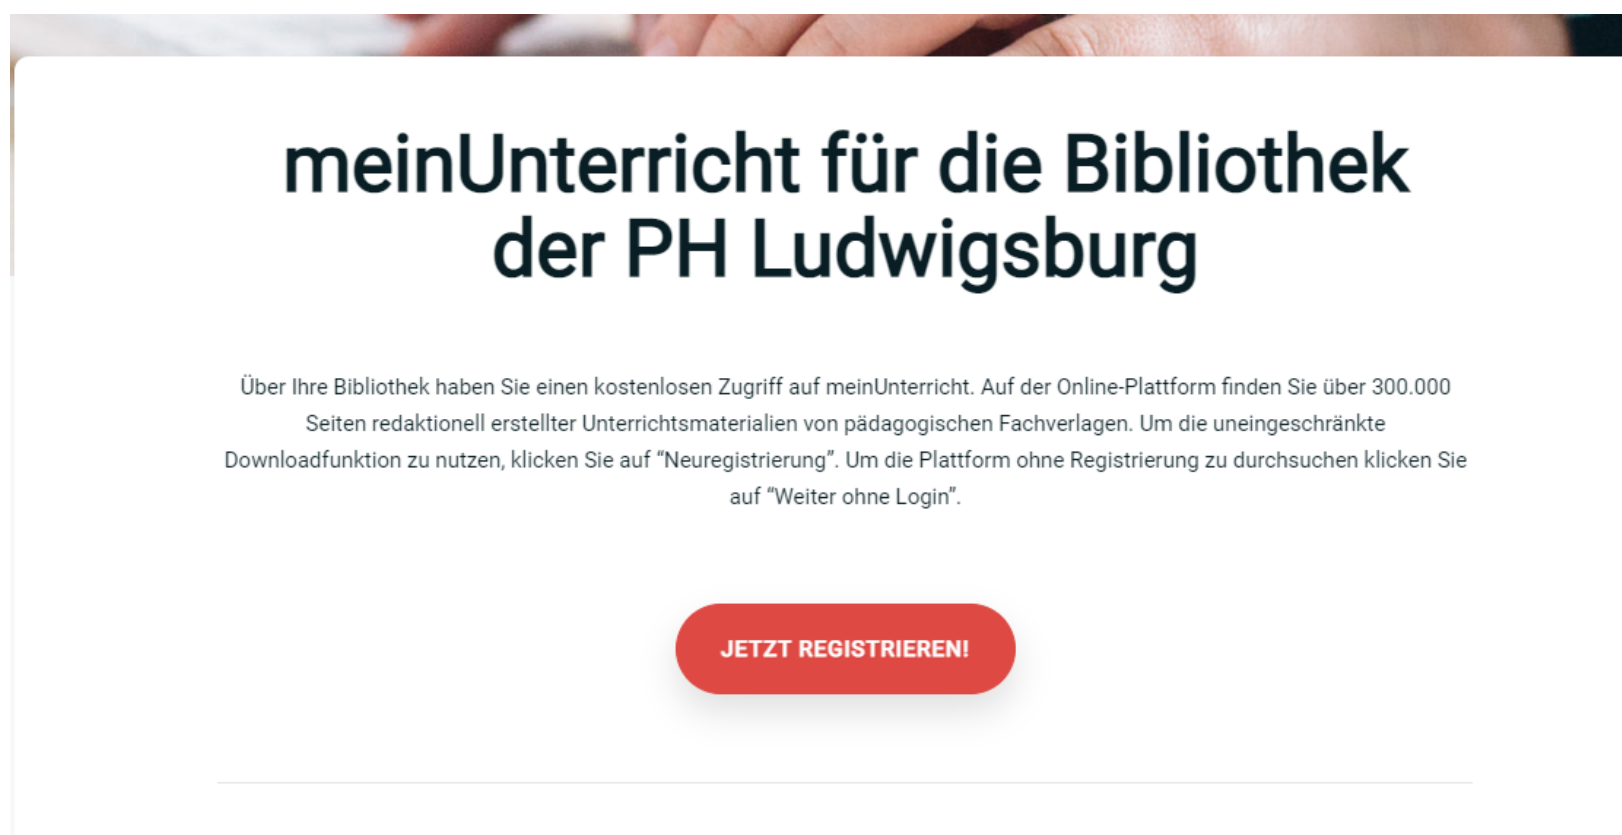 meinUnterricht für die Bibliothek
der PH Ludwigsburg
Über Ihre Bibliothek haben Sie einen kostenlosen Zugriff auf meinUnterricht. Auf der Online-Plattform finden Sie über 300.000
Seiten redaktionell erstellter Unterrichtsmaterialien von pädagogischen Fachverlagen. Um die uneingeschränkte
Downloadfunktion zu nutzen, klicken Sie auf “Neuregistrierung”. Um die Plattform ohne Registrierung zu durchsuchen klicken Sie
auf “Weiter ohne Login”.
JETZT REGISTRIEREN!